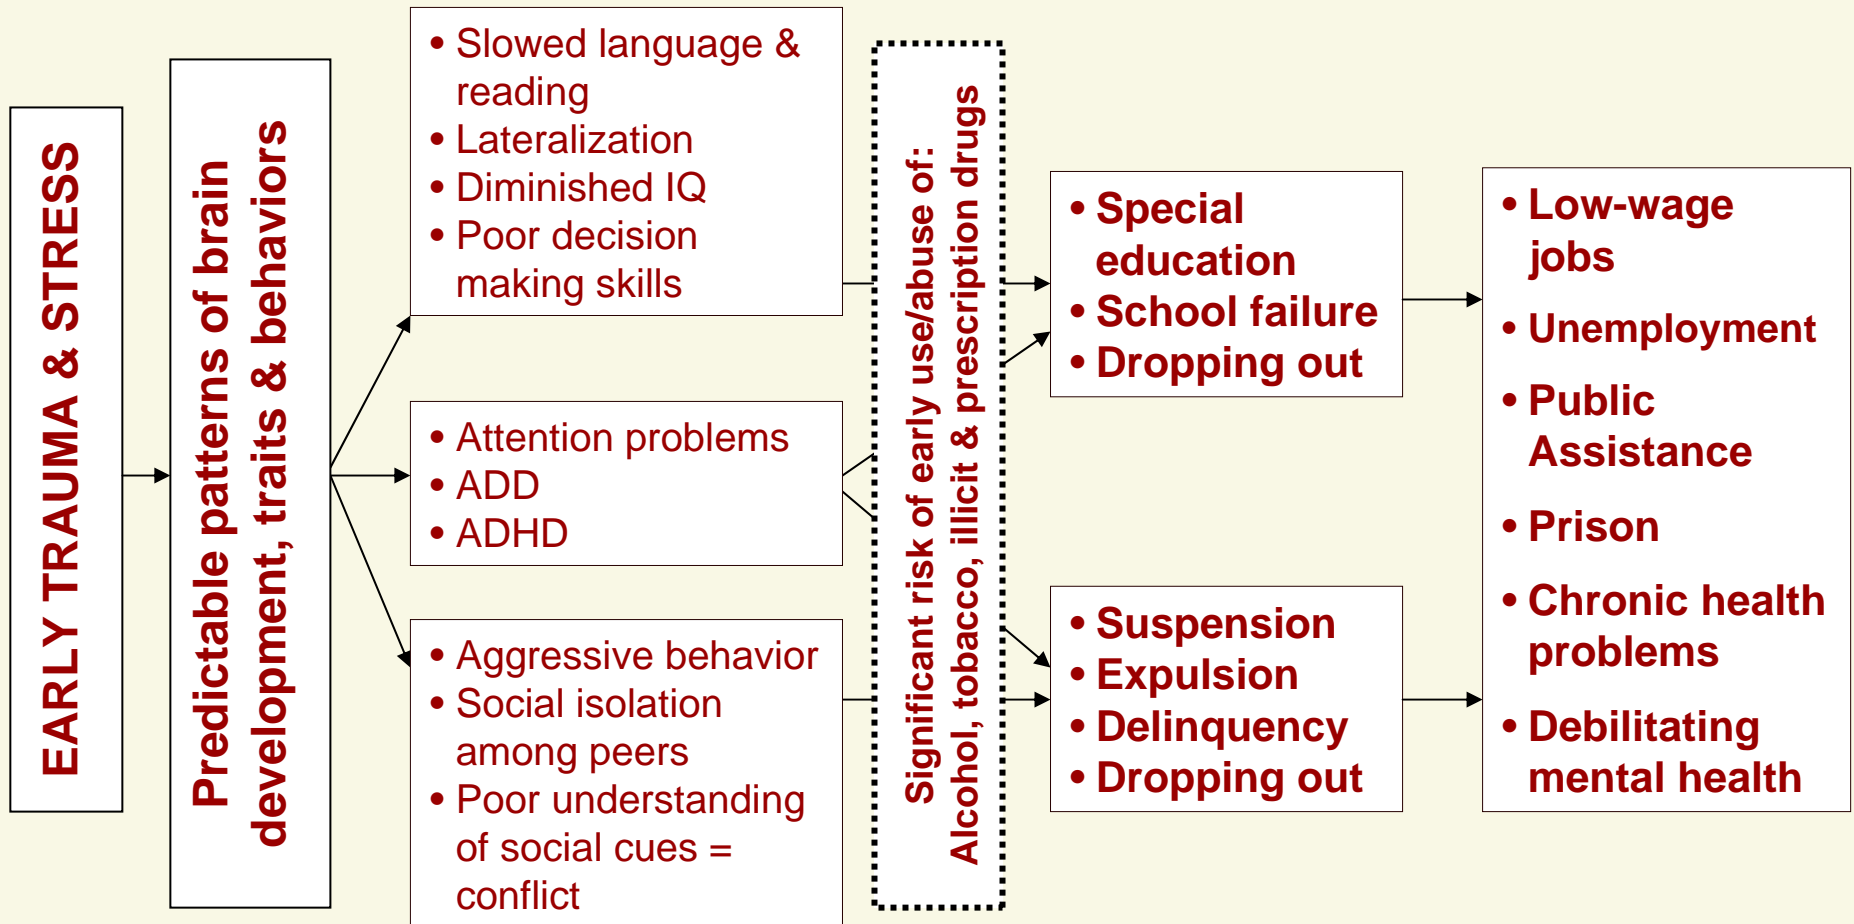 EARLY TRAUMA & STRESS
Predictable patterns of brain
development, traits & behaviors
• Slowed language &
reading
• Lateralization
• Diminished IQ
• Poor decision
making skills
• Attention problems
• ADD
• ADHD
• Aggressive behavior
• Social isolation
among peers
• Poor understanding
of social cues =
conflict
Significant risk of early use/abuse of:
Alcohol, tobacco, illicit & prescription drugs
• Special
education
• School failure
• Dropping out
• Suspension
• Expulsion
• Delinquency
• Dropping out
• Low-wage
jobs
• Unemployment
• Public
Assistance
• Prison
• Chronic health
problems
• Debilitating
mental health